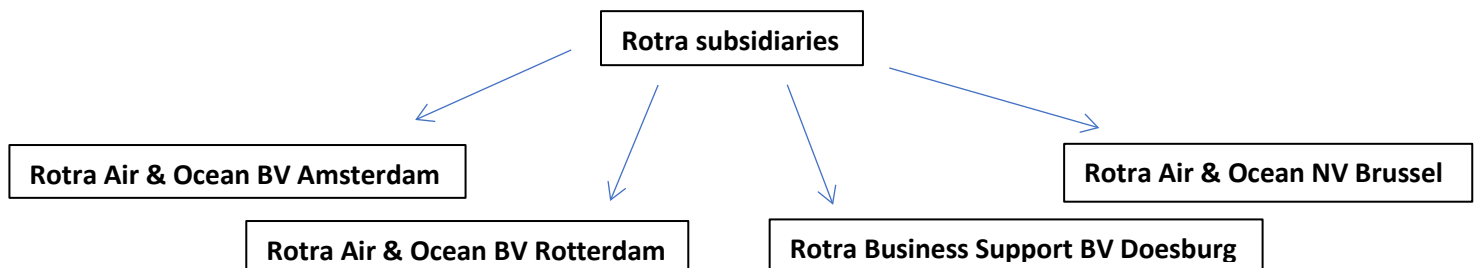 Rotra subsidiaries
Rotra Air & Ocean BV Amsterdam
Rotra Air & Ocean NV Brussel
Rotra Air & Ocean BV Rotterdam
Rotra Business Support BV Doesburg